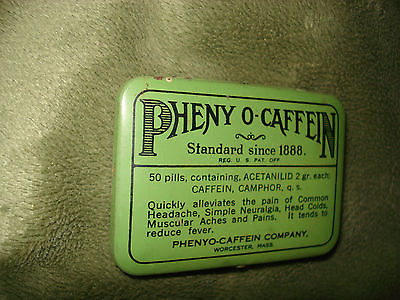 PHENYO-CAFFEIN
Standard since 1888.
REG. U. S. PAT. OFF.
50 pills, containing, ACETANILID 2 gr. each;
CAFFEIN, CAMPHOR, q. s.
Quickly alleviates the pain of Common
Headache, Simple Neuralgia, Head Colds,
Muscular Aches and Pains. It tends to
reduce fever.
PHENYO-CAFFEIN COMPANY,
WORCESTER, MASS.